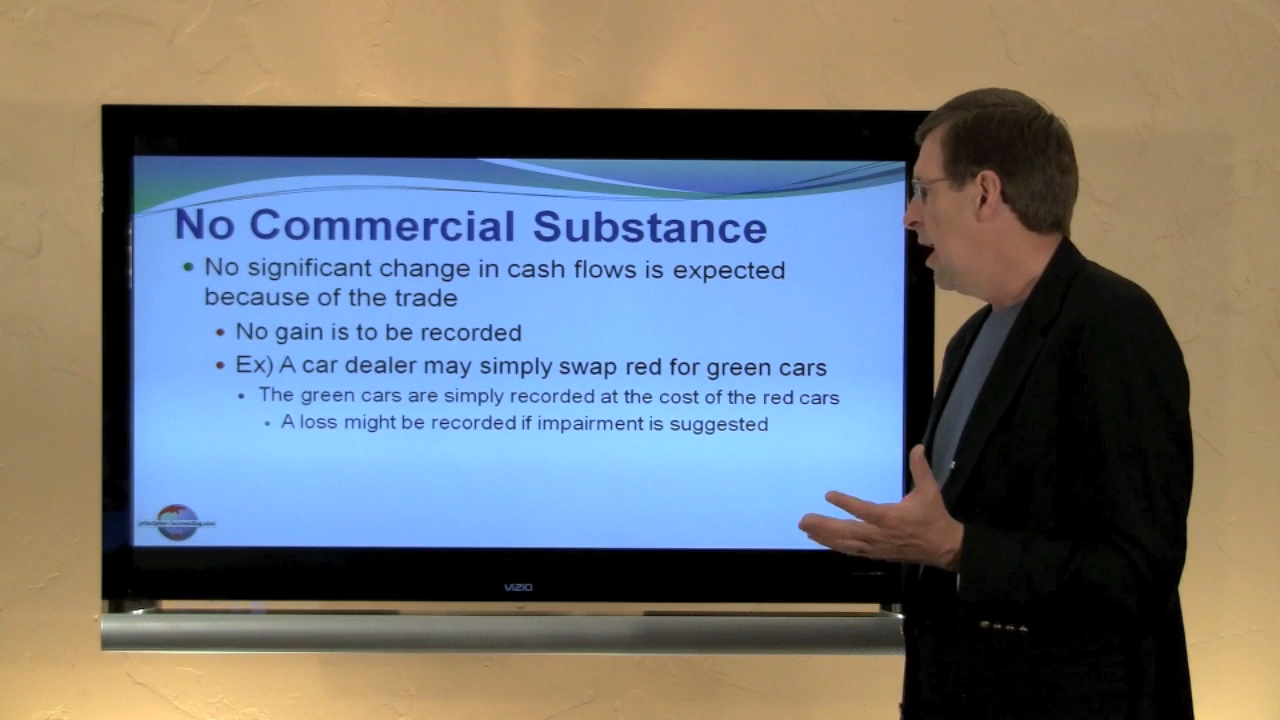 No Commercial Substance
• No significant change in cash flows is expected
because of the trade
• No gain is to be recorded
• Ex) A car dealer may simply swap red for green cars
• The green cars are simply recorded at the cost of the red cars
• A loss might be recorded if impairment is suggested
principlesofaccounting.com
VIZIO